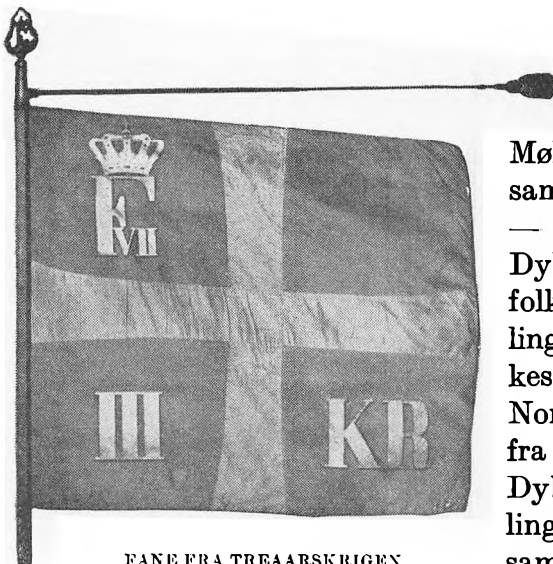 F VII
III KR
FANE FRA TREAARSKRIGEN
Mø
sam
—
Dy
folk
ling
kes
Nor
fra
Dy
ling
sam